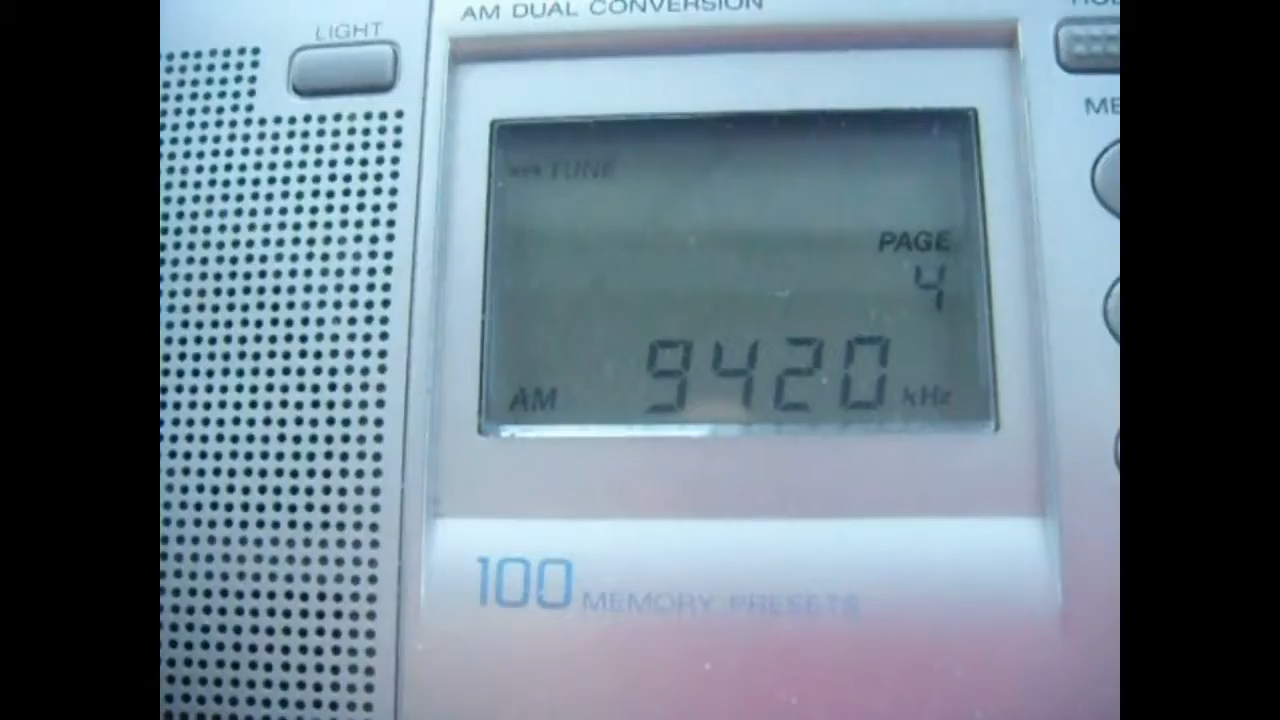 AM DUAL CONVERSION
LIGHT
TUNE
PAGE
4
AM 9420 kHz
100 MEMORY PRESETS